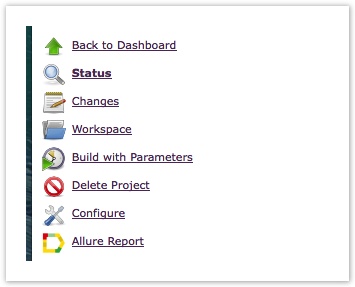 Back to Dashboard
Status
Changes
Workspace
Build with Parameters
Delete Project
Configure
Allure Report